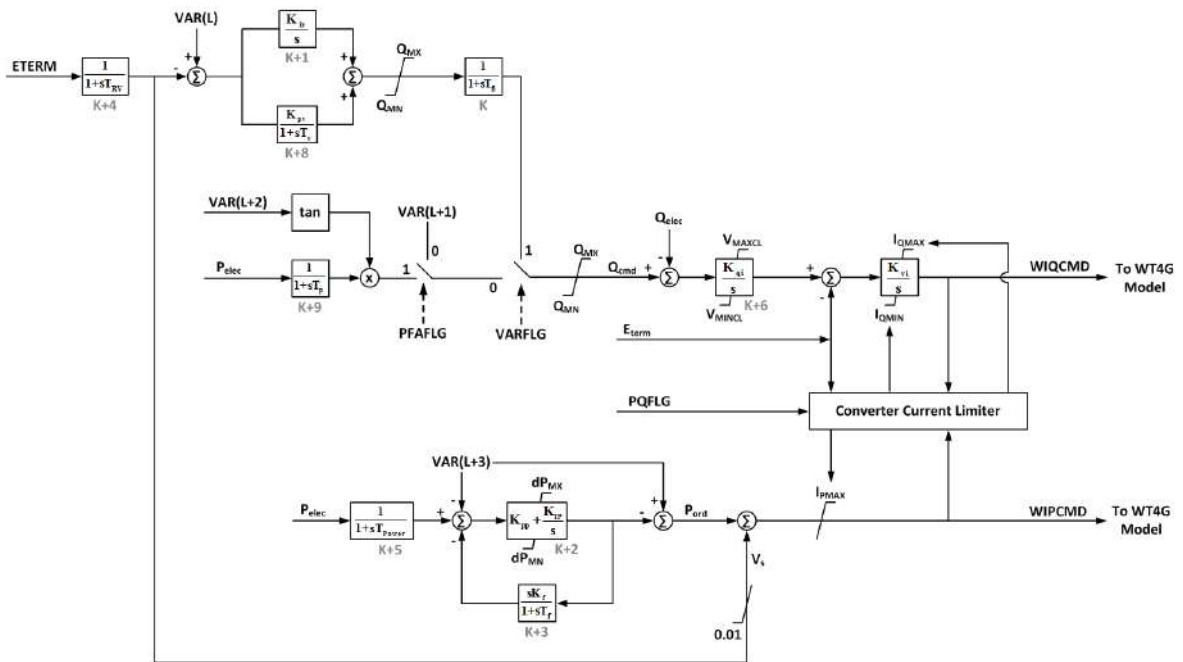 VAR(L)
ETERM
1
1+sT_RV
K+4
-
+
Σ
K_iv
s
K+1
K_pv
1+sT_v
K+8
+
Σ
+
Q_MX
Q_MN
1
1+sT_fv
K
VAR(L+2)
tan
P_elec
1
1+sT_p
K+9
x
VAR(L+1)
0
1
PFAFLG
1
0
VARFLG
Q_MX
Q_MN
Q_cmd
Q_elec
-
+
Σ
V_MAXCL
K_qi
s
V_MINCL
K+6
+
Σ
-
I_QMAX
K_vi
s
I_QMIN
WIQCMD
To WT4G
Model
E_term
PQFLG
Converter Current Limiter
VAR(L+3)
P_elec
1
1+sT_Power
K+5
-
+
Σ
-
dP_MX
K_pp + K_IP
s
dP_MN
K+2
sK_f
1+sT_f
K+3
+
-
Σ
P_ord
Σ
V_s
0.01
I_PMAX
WIPCMD
To WT4G
Model